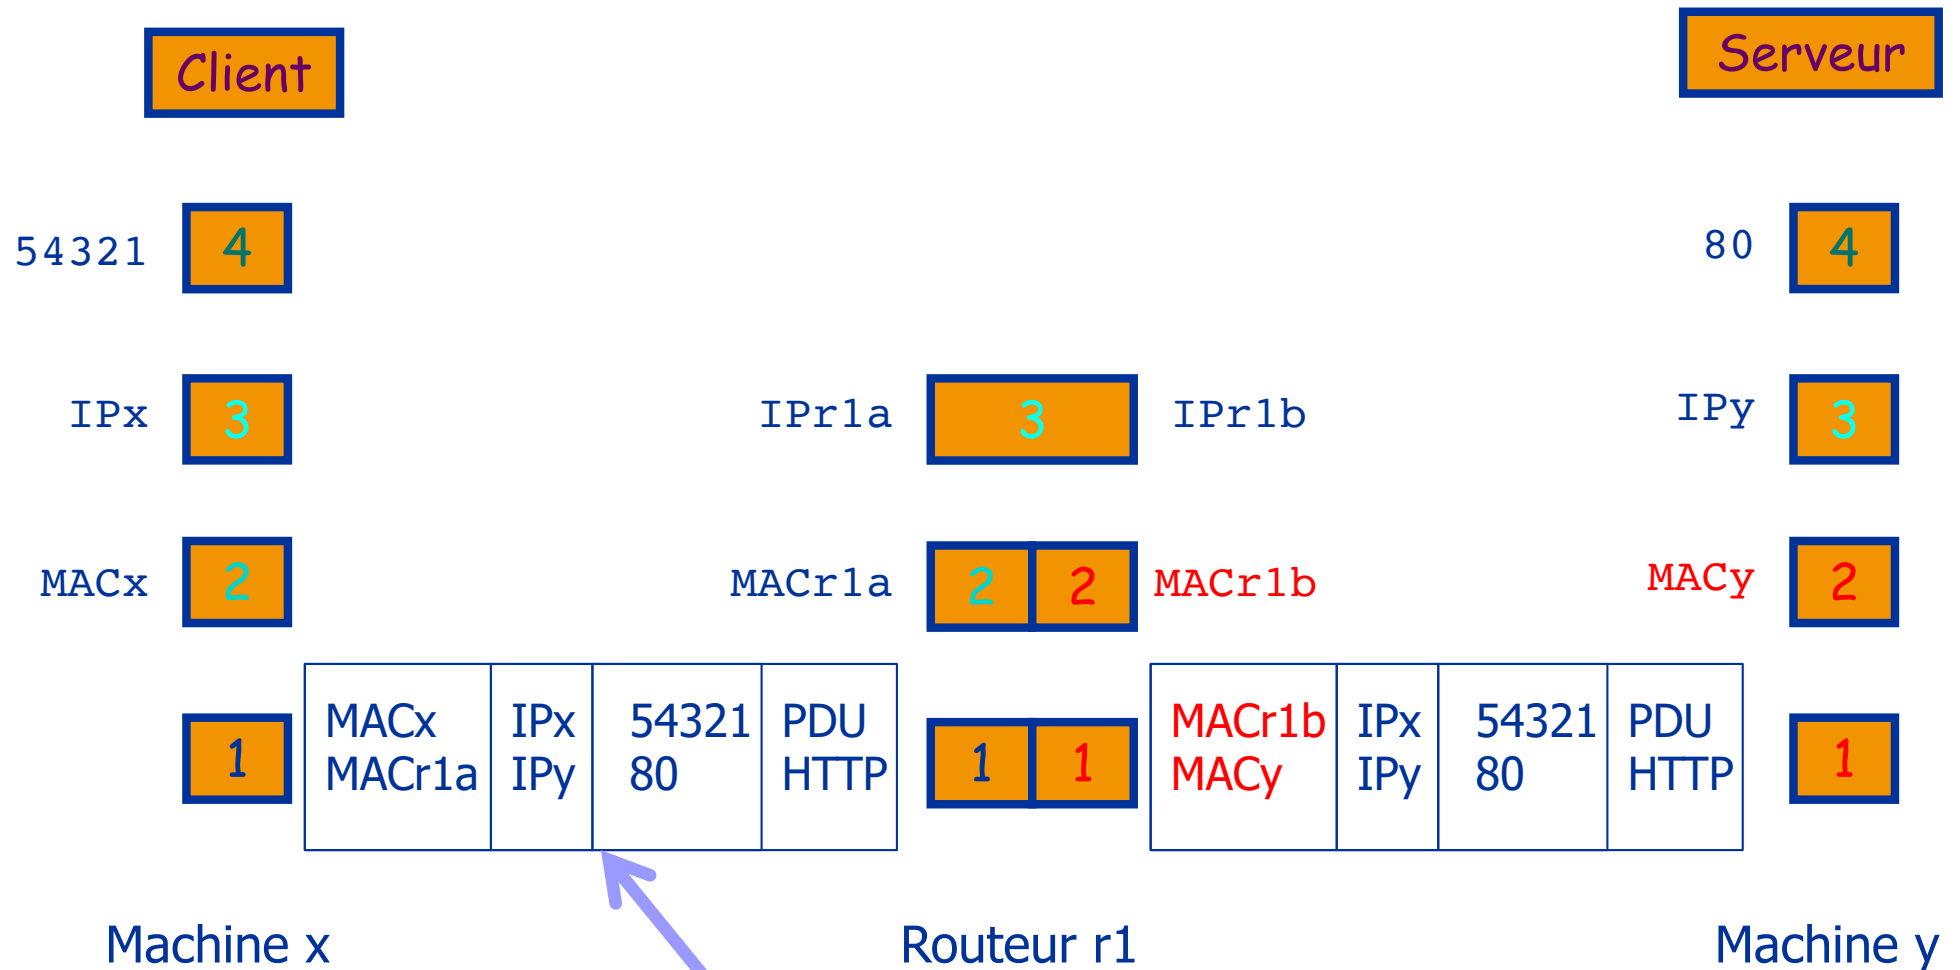 Client
Serveur
54321 4
80 4
IPx 3
IPr1a 3 IPr1b
IPy 3
MACx 2
MACr1a 2 2 MACr1b
MACy 2
1
MACx IPx 54321 PDU
MACr1a IPy 80 HTTP
1 1
MACr1b IPx 54321 PDU
MACy IPy 80 HTTP
1
Machine x
Routeur r1
Machine y